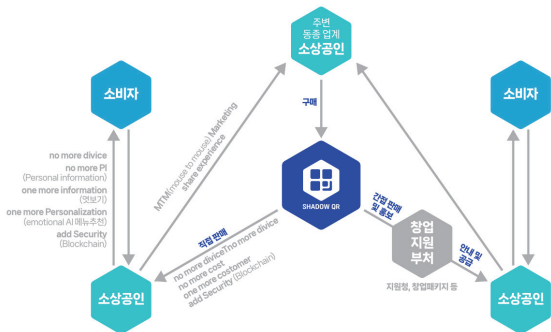 주변
동종 업계
소상공인
소비자
소비자
구매
MTM(mouse to mouse) Marketing
share experience
no more divice
no more PI
(Personal information)
one more information
(엿보기)
one more Personalization
(emotional AI 메뉴추천)
add Security
(Blockchain)
SHADOW QR
간접 판매
및 홍보
직접 판매
no more diviceTno more divice
no more cost
one more costomer
add Security (Blockchain)
창업
지원
부처
안내 및
공급
지원청, 창업패키지 등
소상공인
소상공인